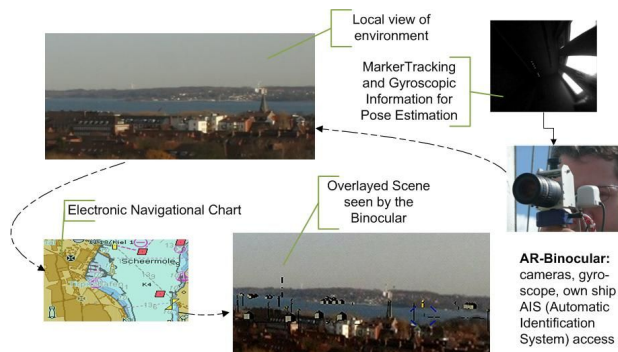 Local view of
environment
MarkerTracking
and Gyroscopic
Information for
Pose Estimation
Overlayed Scene
seen by the
Binocular
Electronic Navigational Chart
Scheermole
K4
AR-Binocular:
cameras, gyro-
scope, own ship
AIS (Automatic
Identification
System) access